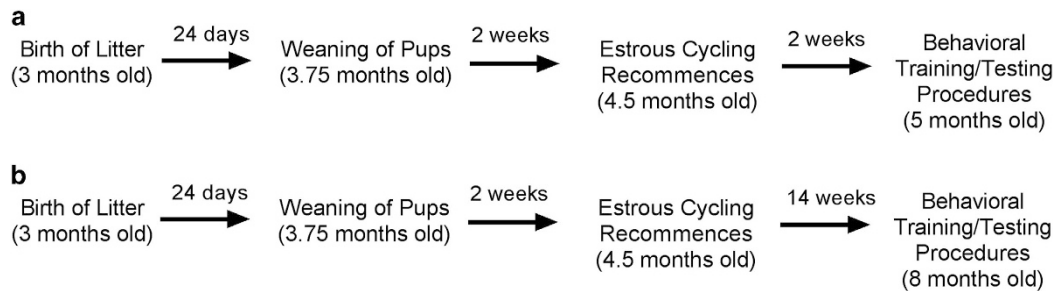 a
Birth of Litter
(3 months old)
24 days
Weaning of Pups
(3.75 months old)
2 weeks
Estrous Cycling
Recommences
(4.5 months old)
2 weeks
Behavioral
Training/Testing
Procedures
(5 months old)
b
Birth of Litter
(3 months old)
24 days
Weaning of Pups
(3.75 months old)
2 weeks
Estrous Cycling
Recommences
(4.5 months old)
14 weeks
Behavioral
Training/Testing
Procedures
(8 months old)